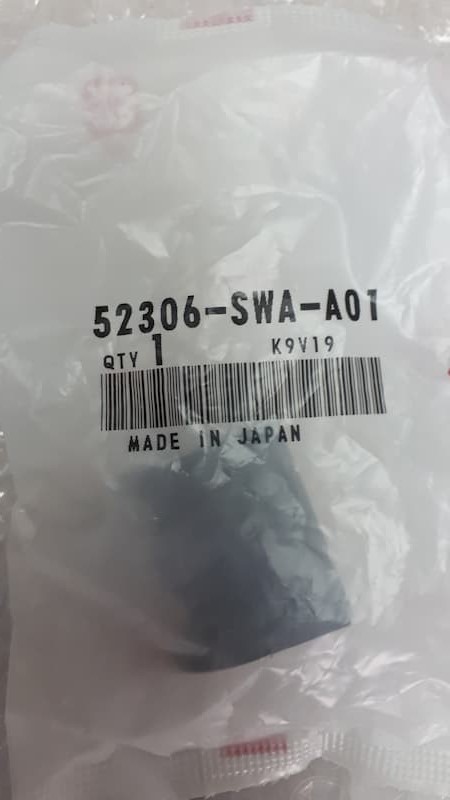 52306-SWA-A01
QTY 1 K9V19
MADE IN JAPAN